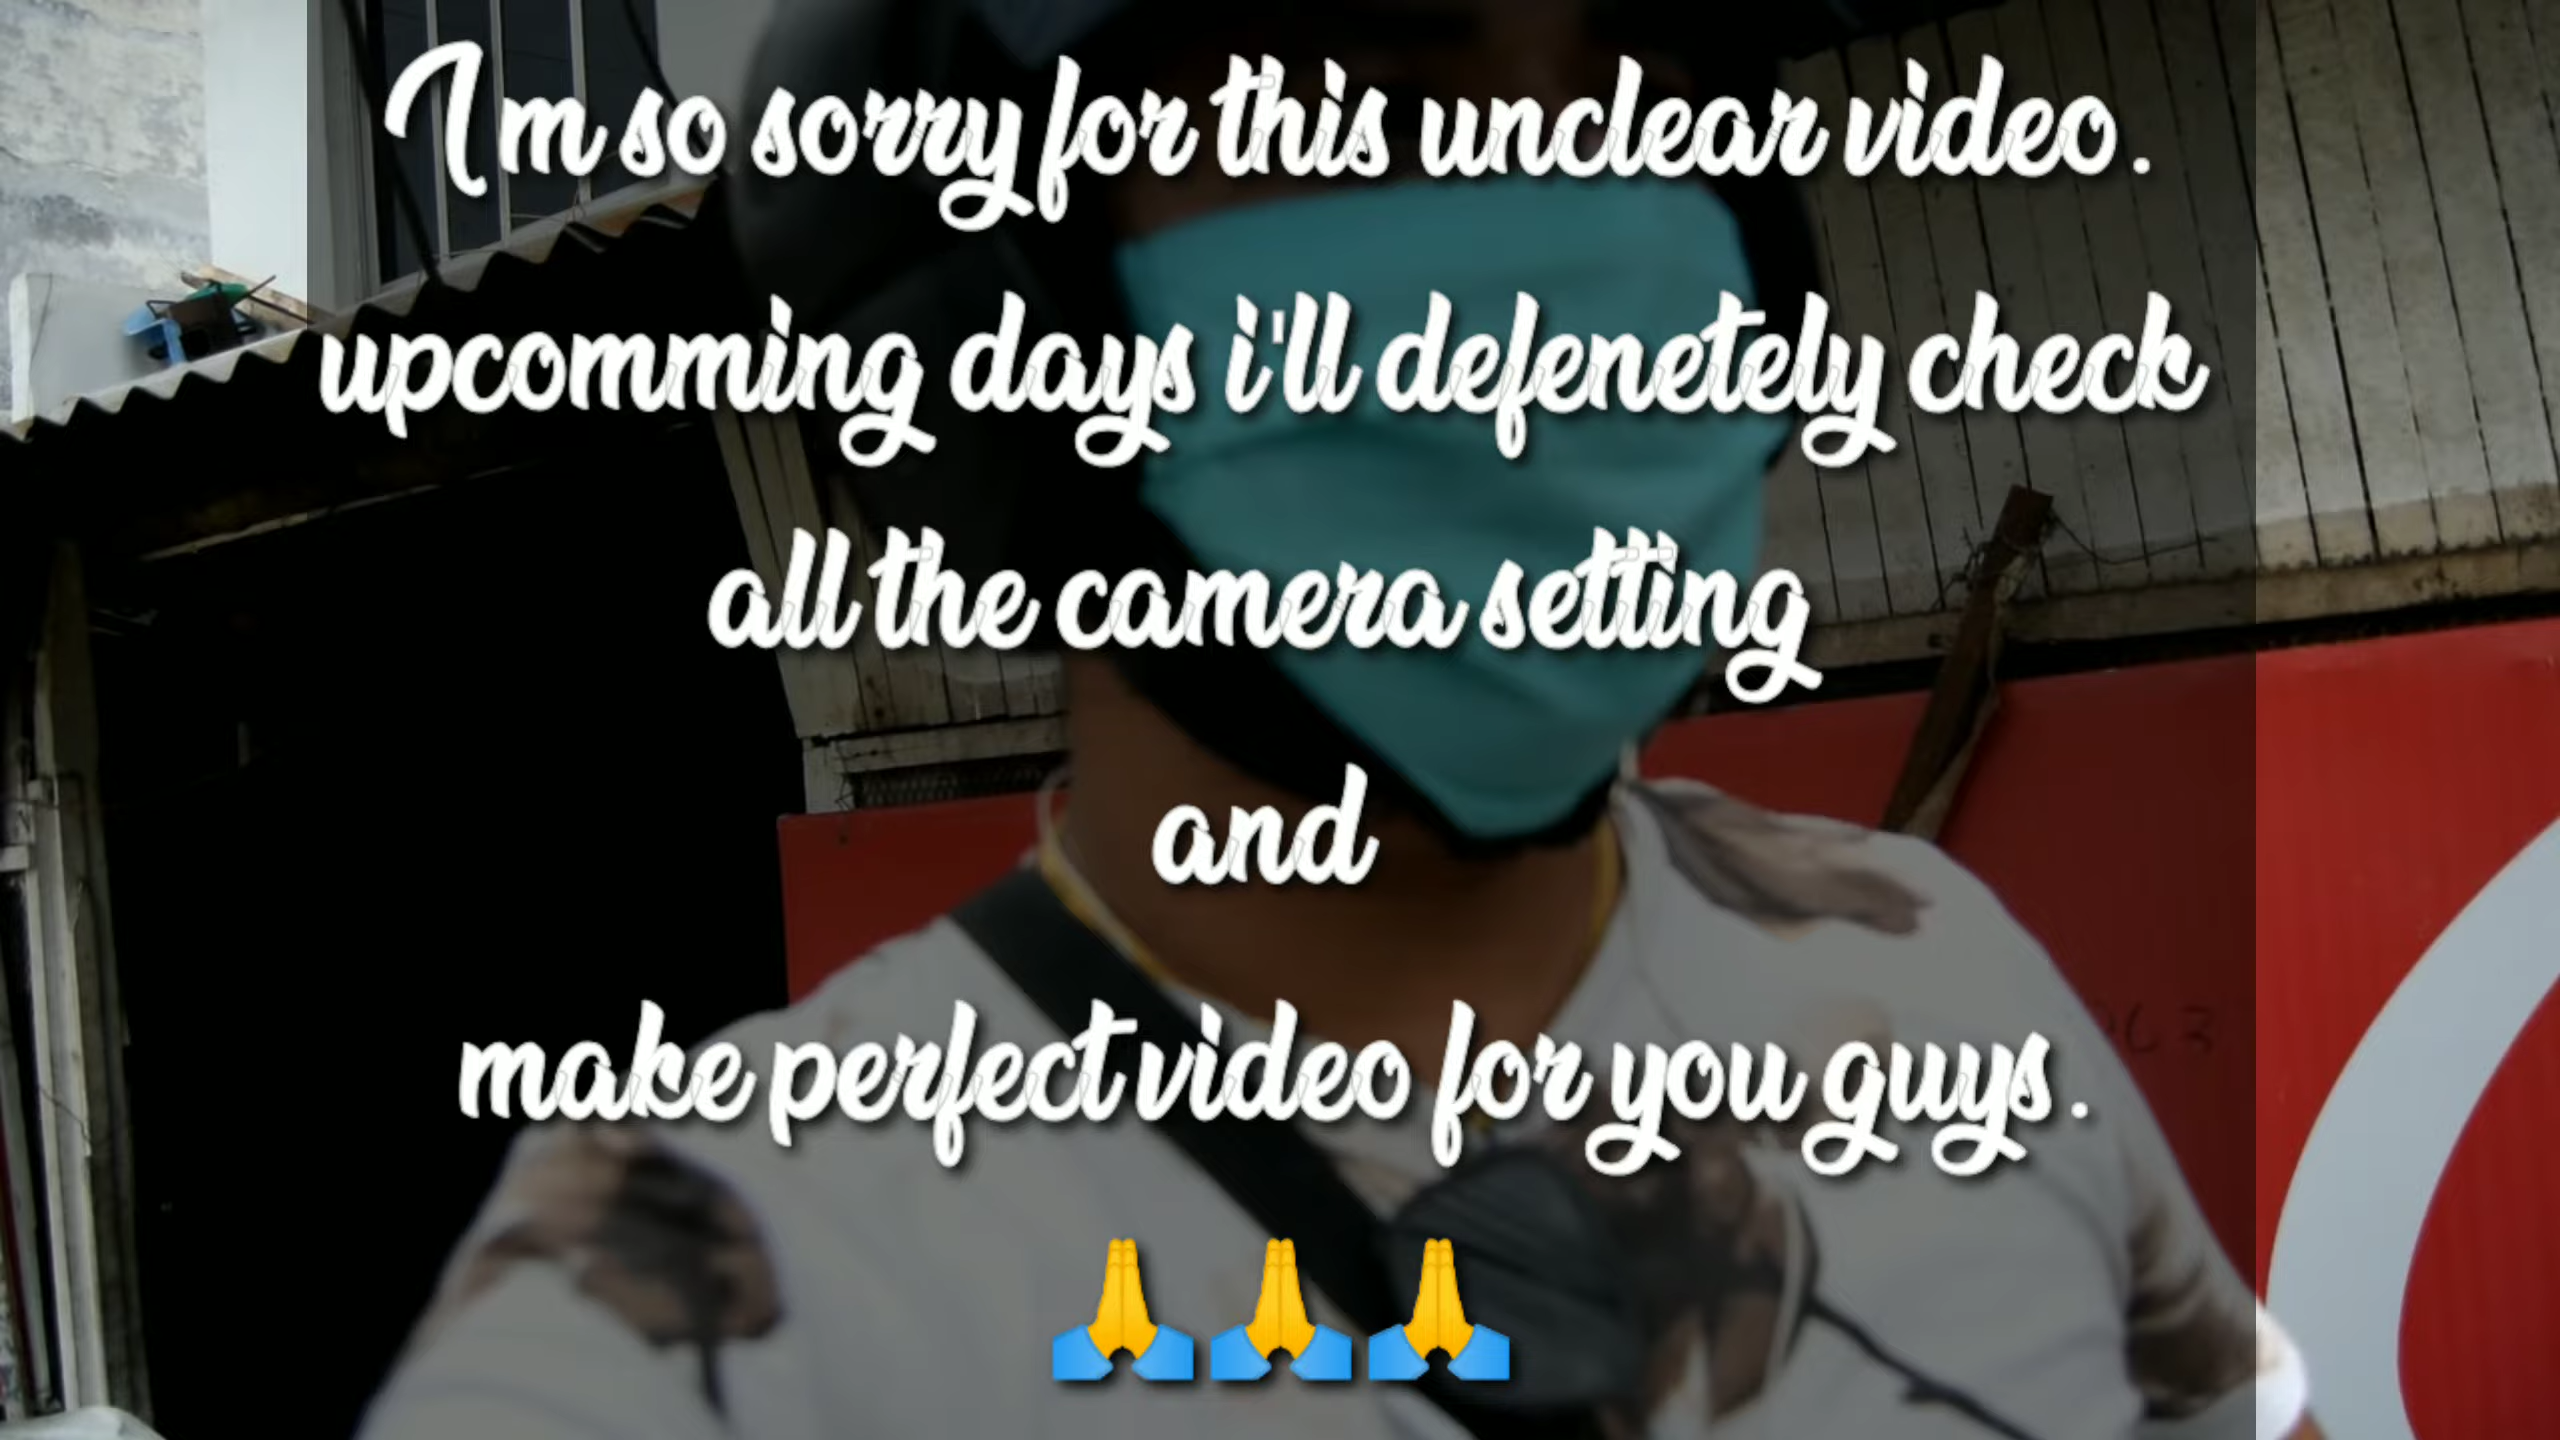 Im so sorry for this unclear video.
upcomming days i'll defenetely check
all the camera setting
and
make perfect video for you guys.
🙏🙏🙏